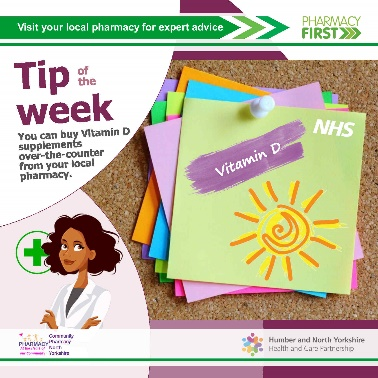 Visit your local pharmacy for expert advice
PHARMACY
FIRST
Tip of the
week
You can buy Vitamin D
supplements
over-the-counter
from your local
pharmacy.
NHS
Vitamin D
PHARMACY
Community
Pharmacy
North
Yorkshire
Humber and North Yorkshire
Health and Care Partnership